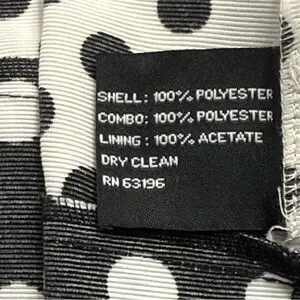 SHELL: 100% POLYESTER
COMBO: 100% POLYESTER
LINING: 100% ACETATE
DRY CLEAN
RN 63196